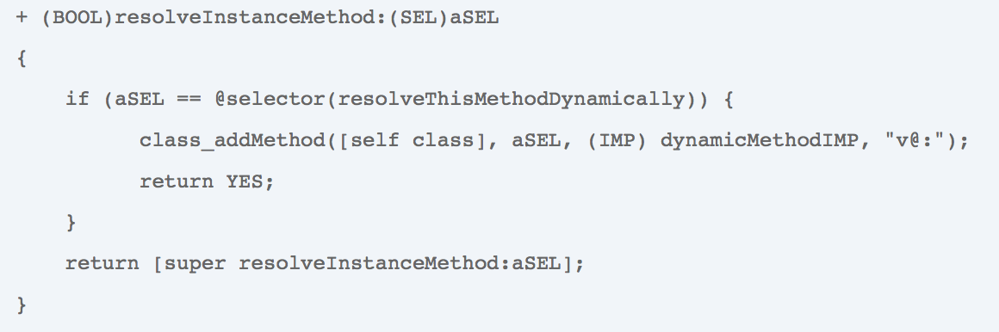 + (BOOL)resolveInstanceMethod:(SEL)aSEL
{
    if (aSEL == @selector(resolveThisMethodDynamically)) {
          class_addMethod([self class], aSEL, (IMP) dynamicMethodIMP, "v@:");
          return YES;
    }
    return [super resolveInstanceMethod:aSEL];
}